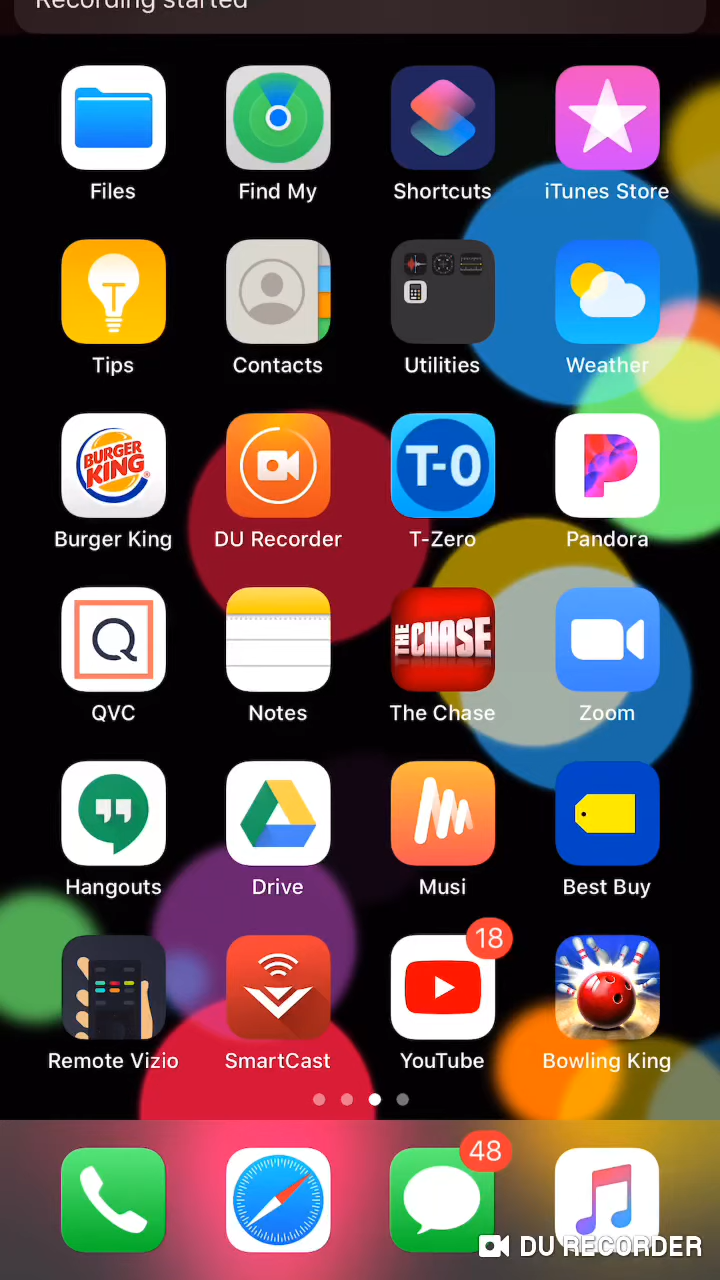 Recording started
Files Find My Shortcuts iTunes Store
T
Tips Contacts Utilities Weather
BURGER KING T-0 P
Burger King DU Recorder T-Zero Pandora
Q THE CHASE
QVC Notes The Chase Zoom
Hangouts Drive Musi Best Buy
18
Remote Vizio SmartCast YouTube Bowling King
48
DU RECORDER